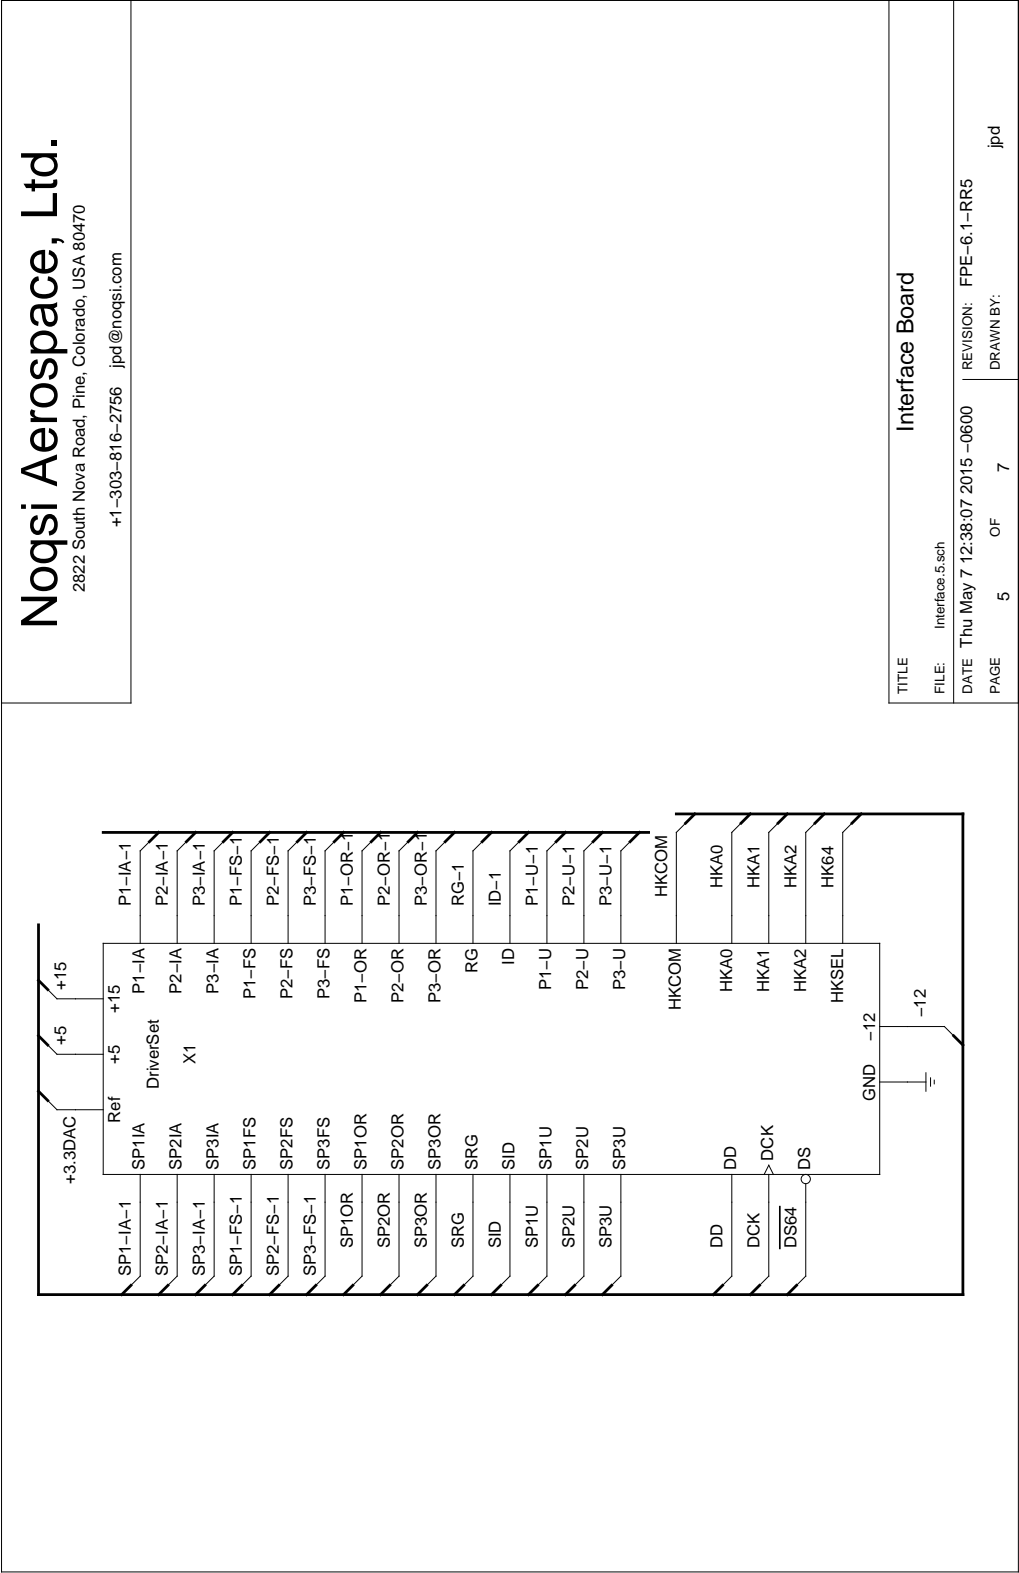 Noqsi Aerospace, Ltd.
2822 South Nova Road, Pine, Colorado, USA 80470
+1−303−816−2756 jpd@noqsi.com
+3.3DAC
+5
+15
Ref
+5
+15
DriverSet
X1
SP1−IA−1
SP2−IA−1
SP3−IA−1
SP1−FS−1
SP2−FS−1
SP3−FS−1
SP1OR
SP2OR
SP3OR
SRG
SID
SP1U
SP2U
SP3U
DD
DCK
DS64
SP1IA
SP2IA
SP3IA
SP1FS
SP2FS
SP3FS
SP1OR
SP2OR
SP3OR
SRG
SID
SP1U
SP2U
SP3U
DD
DCK
DS
P1−IA
P2−IA
P3−IA
P1−FS
P2−FS
P3−FS
P1−OR
P2−OR
P3−OR
RG
ID
P1−U
P2−U
P3−U
HKCOM
HKA0
HKA1
HKA2
HKSEL
P1−IA−1
P2−IA−1
P3−IA−1
P1−FS−1
P2−FS−1
P3−FS−1
P1−OR−1
P2−OR−1
P3−OR−1
RG−1
ID−1
P1−U−1
P2−U−1
P3−U−1
HKCOM
HKA0
HKA1
HKA2
HK64
GND
−12
−12
TITLE
Interface Board
FILE: Interface.5.sch
DATE Thu May 7 12:38:07 2015 −0600
REVISION: FPE−6.1−RR5
PAGE 5 OF 7
DRAWN BY: jpd